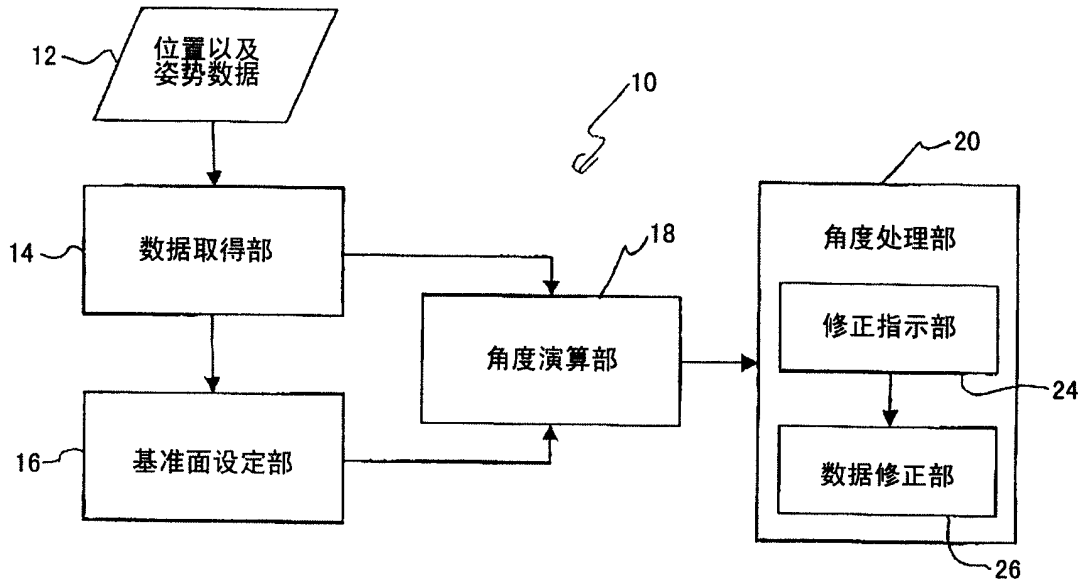 12
位置以及
姿势数据
10
20
14
数据取得部
18
角度处理部
角度演算部
修正指示部
24
16
基准面设定部
数据修正部
26